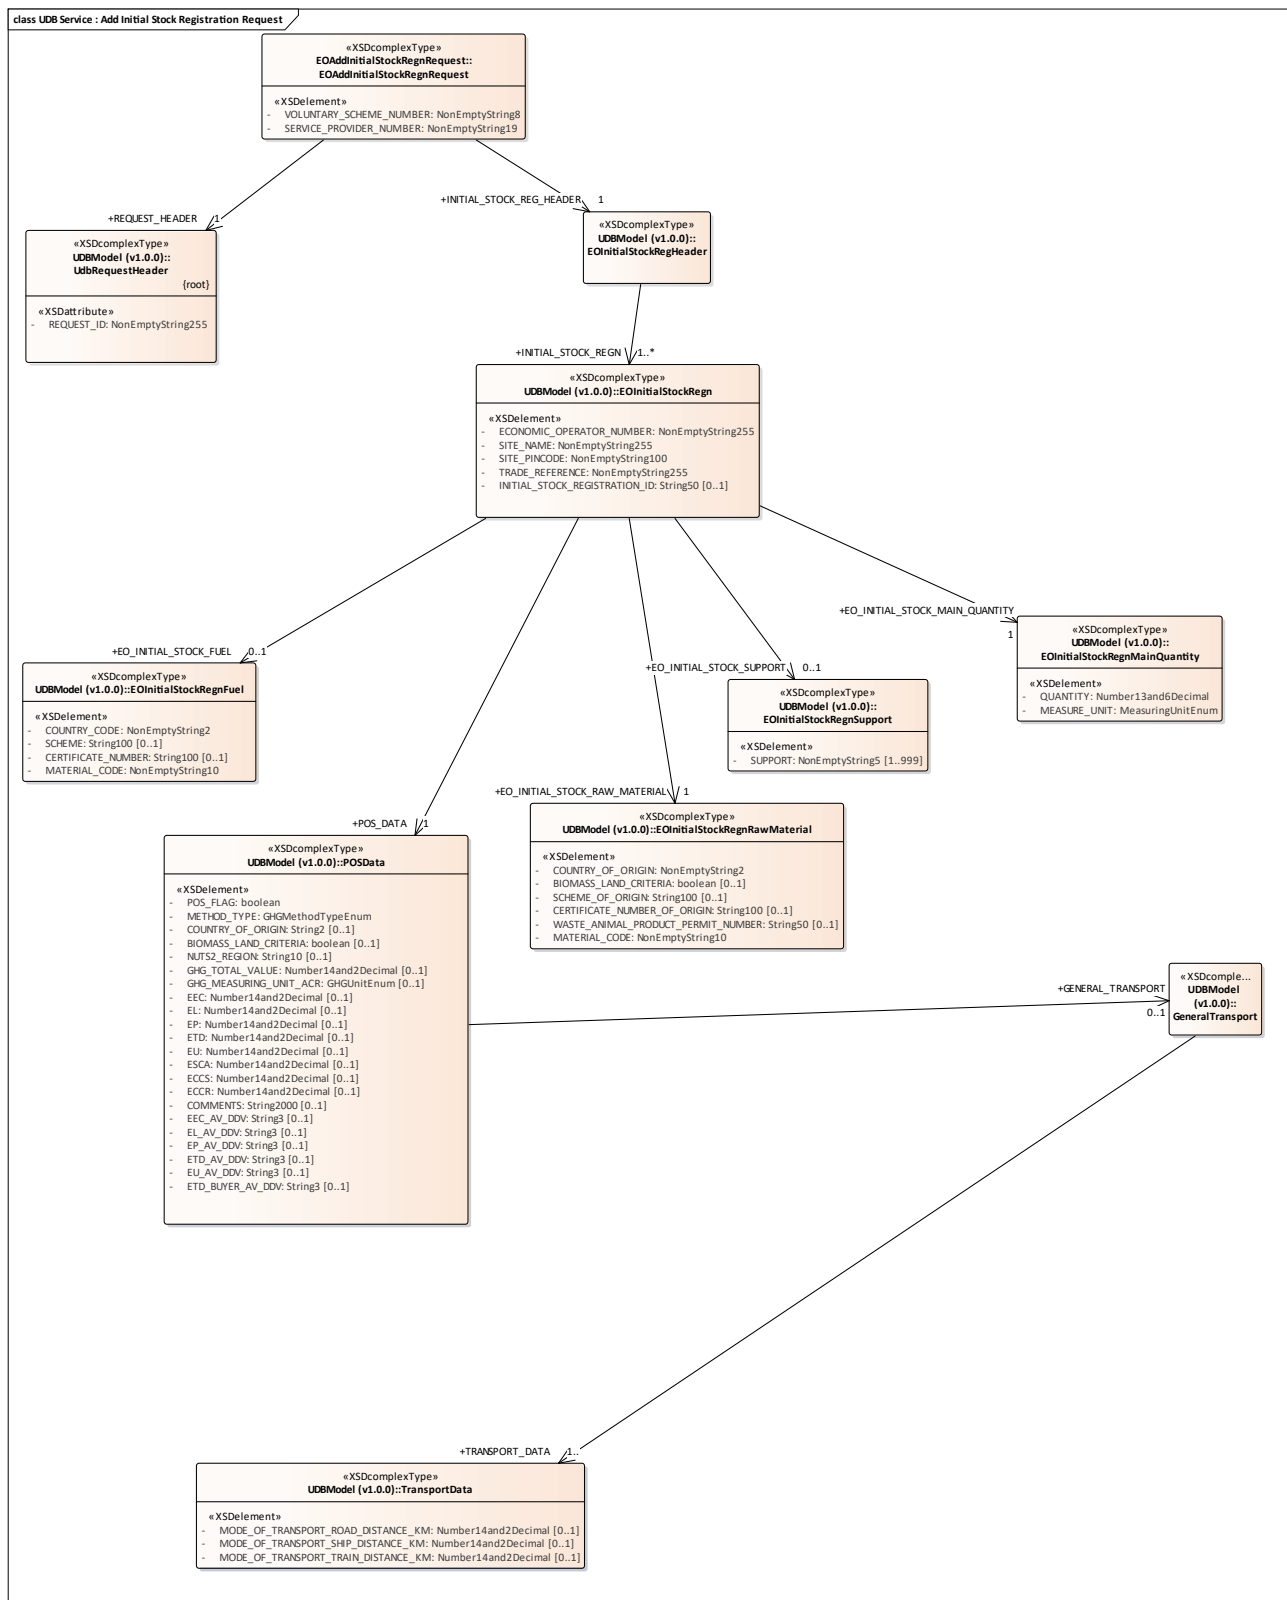 class UDB Service : Add Initial Stock Registration Request
«XSDcomplexType»
EOAddInitialStockRegnRequest::
EOAddInitialStockRegnRequest
«XSDelement»
- VOLUNTARY_SCHEME_NUMBER: NonEmptyString8
- SERVICE_PROVIDER_NUMBER: NonEmptyString19
+INITIAL_STOCK_REG_HEADER 1
+REQUEST_HEADER 1
«XSDcomplexType»
UDBModel (v1.0.0)::
EOInitialStockRegHeader
«XSDcomplexType»
UDBModel (v1.0.0)::
UdbRequestHeader
{root}
«XSDattribute»
- REQUEST_ID: NonEmptyString255
+INITIAL_STOCK_REGN 1..*
«XSDcomplexType»
UDBModel (v1.0.0)::EOInitialStockRegn
«XSDelement»
- ECONOMIC_OPERATOR_NUMBER: NonEmptyString255
- SITE_NAME: NonEmptyString255
- SITE_PINCODE: NonEmptyString100
- TRADE_REFERENCE: NonEmptyString255
- INITIAL_STOCK_REGISTRATION_ID: String50 [0..1]
+EO_INITIAL_STOCK_MAIN_QUANTITY
1
«XSDcomplexType»
UDBModel (v1.0.0)::
EOInitialStockRegnMainQuantity
«XSDelement»
- QUANTITY: Number13and6Decimal
- MEASURE_UNIT: MeasuringUnitEnum
+EO_INITIAL_STOCK_FUEL 0..1
«XSDcomplexType»
UDBModel (v1.0.0)::EOInitialStockRegnFuel
«XSDelement»
- COUNTRY_CODE: NonEmptyString2
- SCHEME: String100 [0..1]
- CERTIFICATE_NUMBER: String100 [0..1]
- MATERIAL_CODE: NonEmptyString10
+EO_INITIAL_STOCK_SUPPORT 0..1
«XSDcomplexType»
UDBModel (v1.0.0)::
EOInitialStockRegnSupport
«XSDelement»
- SUPPORT: NonEmptyString5 [1..999]
+EO_INITIAL_STOCK_RAW_MATERIAL 1
«XSDcomplexType»
UDBModel (v1.0.0)::EOInitialStockRegnRawMaterial
«XSDelement»
- COUNTRY_OF_ORIGIN: NonEmptyString2
- BIOMASS_LAND_CRITERIA: boolean [0..1]
- SCHEME_OF_ORIGIN: String100 [0..1]
- CERTIFICATE_NUMBER_OF_ORIGIN: String100 [0..1]
- WASTE_ANIMAL_PRODUCT_PERMIT_NUMBER: String50 [0..1]
- MATERIAL_CODE: NonEmptyString10
+POS_DATA 1
«XSDcomplexType»
UDBModel (v1.0.0)::POSData
«XSDelement»
- POS_FLAG: boolean
- METHOD_TYPE: GHGMethodTypeEnum
- COUNTRY_OF_ORIGIN: String2 [0..1]
- BIOMASS_LAND_CRITERIA: boolean [0..1]
- NUTS2_REGION: String10 [0..1]
- GHG_TOTAL_VALUE: Number14and2Decimal [0..1]
- GHG_MEASURING_UNIT_ACR: GHGUnitEnum [0..1]
- EEC: Number14and2Decimal [0..1]
- EL: Number14and2Decimal [0..1]
- EP: Number14and2Decimal [0..1]
- ETD: Number14and2Decimal [0..1]
- EU: Number14and2Decimal [0..1]
- ESCA: Number14and2Decimal [0..1]
- ECCS: Number14and2Decimal [0..1]
- ECCR: Number14and2Decimal [0..1]
- COMMENTS: String2000 [0..1]
- EEC_AV_DDV: String3 [0..1]
- EL_AV_DDV: String3 [0..1]
- EP_AV_DDV: String3 [0..1]
- ETD_AV_DDV: String3 [0..1]
- EU_AV_DDV: String3 [0..1]
- ETD_BUYER_AV_DDV: String3 [0..1]
+GENERAL_TRANSPORT
0..1
«XSDcomple...
UDBModel
(v1.0.0)::
GeneralTransport
+TRANSPORT_DATA 1..
«XSDcomplexType»
UDBModel (v1.0.0)::TransportData
«XSDelement»
- MODE_OF_TRANSPORT_ROAD_DISTANCE_KM: Number14and2Decimal [0..1]
- MODE_OF_TRANSPORT_SHIP_DISTANCE_KM: Number14and2Decimal [0..1]
- MODE_OF_TRANSPORT_TRAIN_DISTANCE_KM: Number14and2Decimal [0..1]